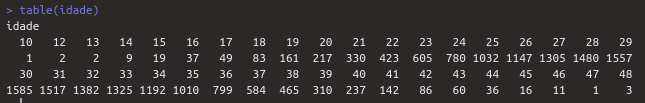 > table(idade)
idade
10 12 13 14 15 16 17 18 19 20 21 22 23 24 25 26 27 28 29
1 2 2 9 19 37 49 83 161 217 330 423 605 780 1032 1147 1305 1480 1557
30 31 32 33 34 35 36 37 38 39 40 41 42 43 44 45 46 47 48
1585 1517 1382 1325 1192 1010 799 584 465 310 237 142 86 60 36 16 11 1 3